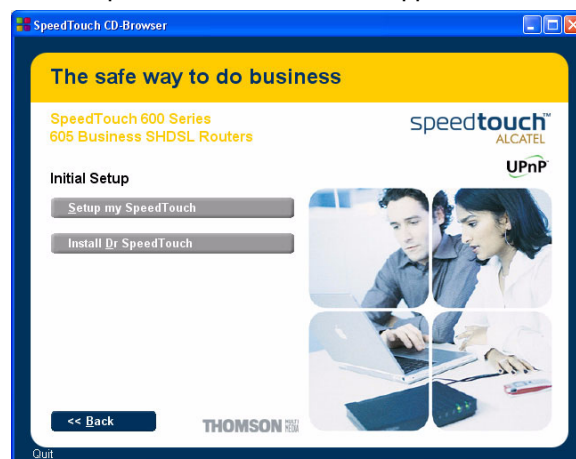 SpeedTouch CD-Browser
The safe way to do business
SpeedTouch 600 Series
605 Business SHDSL Routers
speedtouch™
ALCATEL
UPnP
Initial Setup
Setup my SpeedTouch
Install Dr SpeedTouch
<< Back
THOMSON
Quit